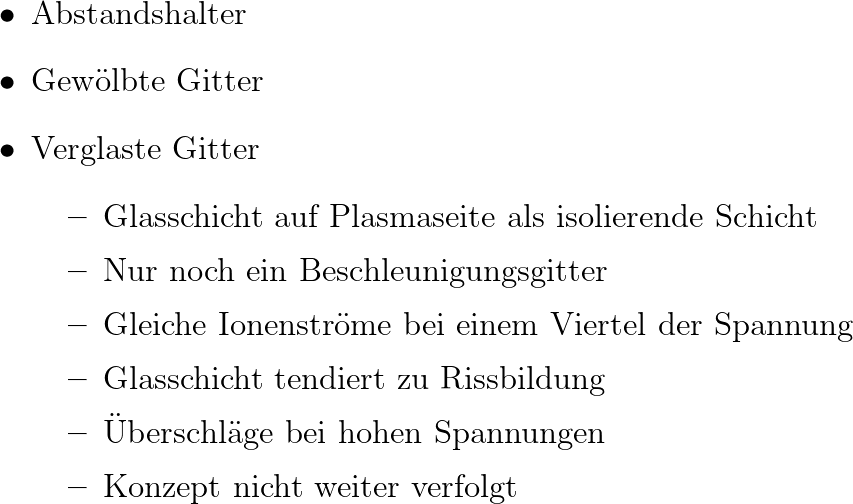 • Abstandshalter
• Gewölbte Gitter
• Verglaste Gitter
– Glasschicht auf Plasmaseite als isolierende Schicht
– Nur noch ein Beschleunigungsgitter
– Gleiche Ionenströme bei einem Viertel der Spannung
– Glasschicht tendiert zu Rissbildung
– Überschläge bei hohen Spannungen
– Konzept nicht weiter verfolgt